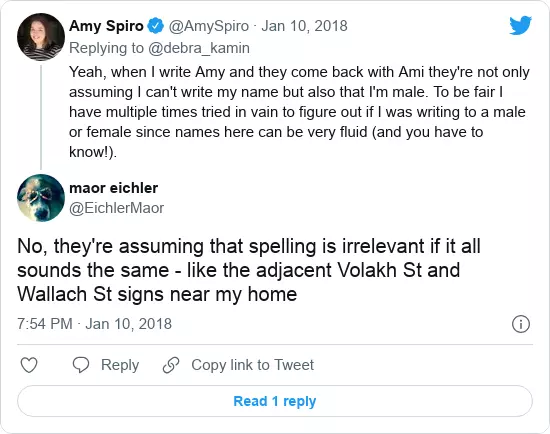 Amy Spiro @AmySpiro · Jan 10, 2018
Replying to @debra_kamin
Yeah, when I write Amy and they come back with Ami they're not only
assuming I can't write my name but also that I'm male. To be fair I
have multiple times tried in vain to figure out if I was writing to a male
or female since names here can be very fluid (and you have to
know!).
maor eichler
@EichlerMaor
No, they're assuming that spelling is irrelevant if it all
sounds the same - like the adjacent Volakh St and
Wallach St signs near my home
7:54 PM · Jan 10, 2018
Reply Copy link to Tweet
Read 1 reply